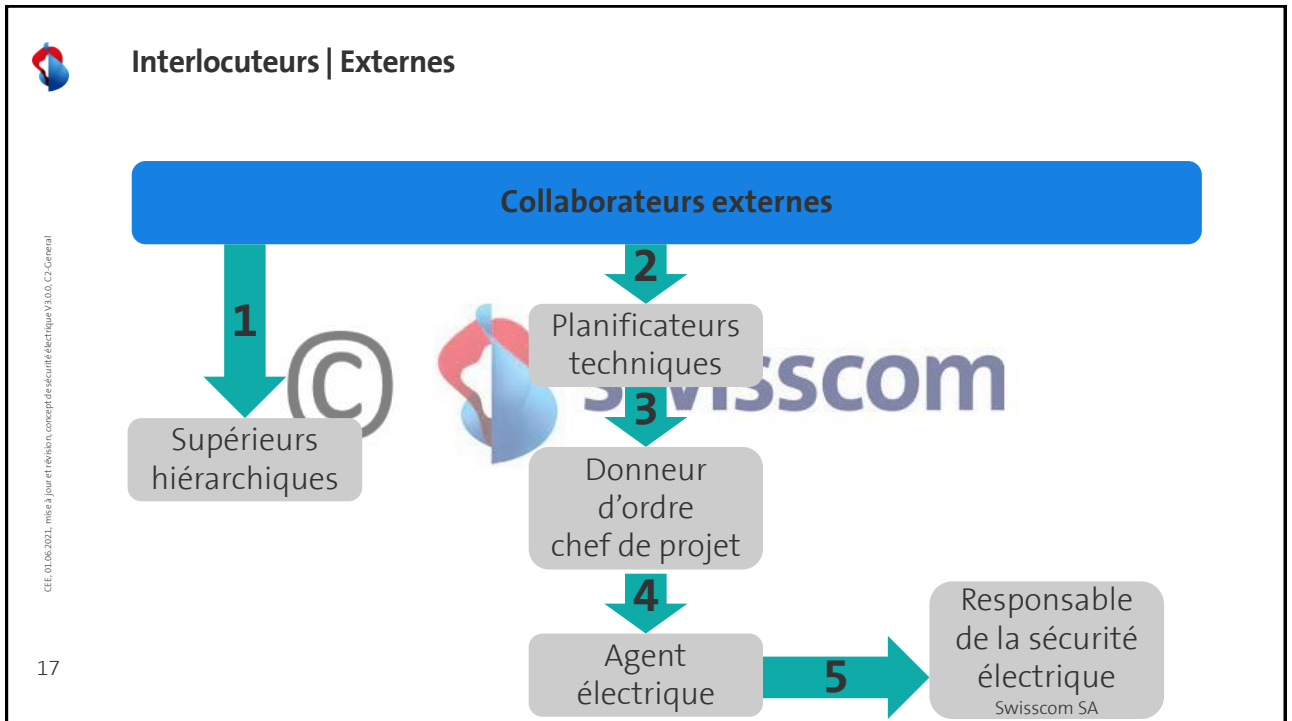 Interlocuteurs | Externes
Collaborateurs externes
1
2
Planificateurs
techniques
© swisscom
3
Supérieurs
hiérarchiques
Donneur
d'ordre
chef de projet
4
Agent
électrique
5
Responsable
de la sécurité
électrique
Swisscom SA
CEE, 01.06.2021, mise à jour et révision, concept de sécurité électrique V3.0.0, C2-General
17